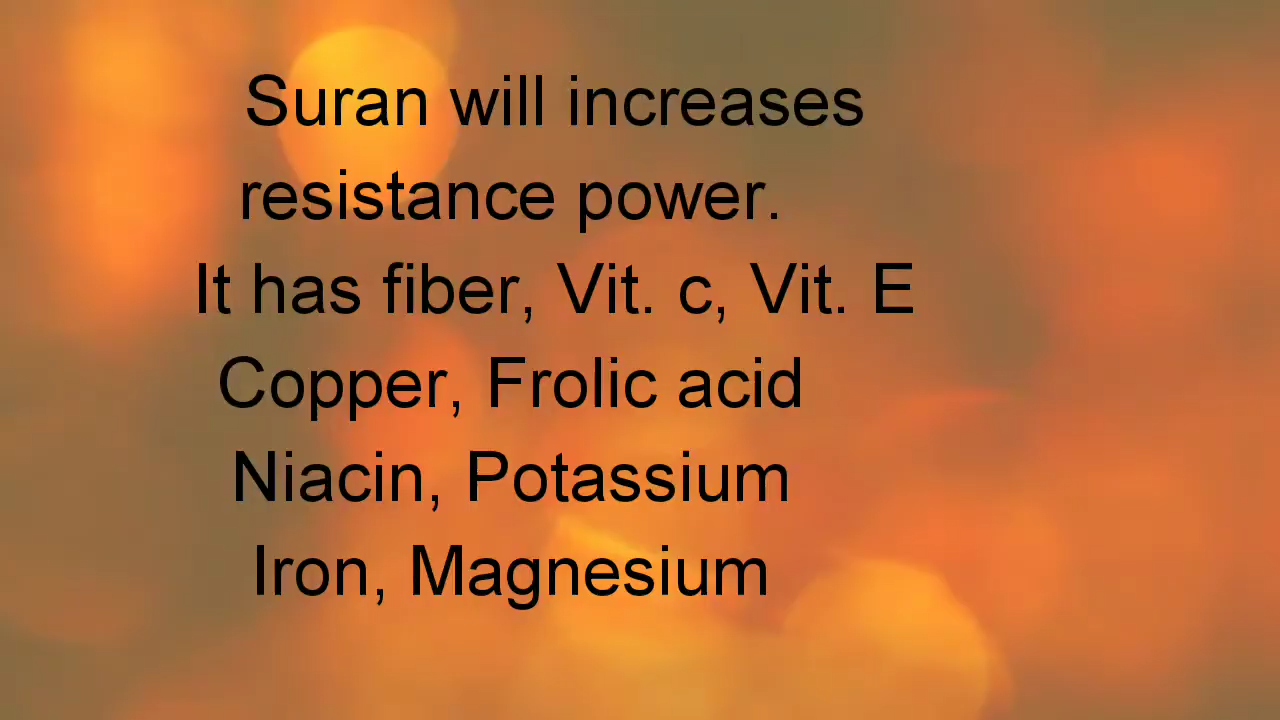 Suran will increases
resistance power.
It has fiber, Vit. c, Vit. E
Copper, Frolic acid
Niacin, Potassium
Iron, Magnesium